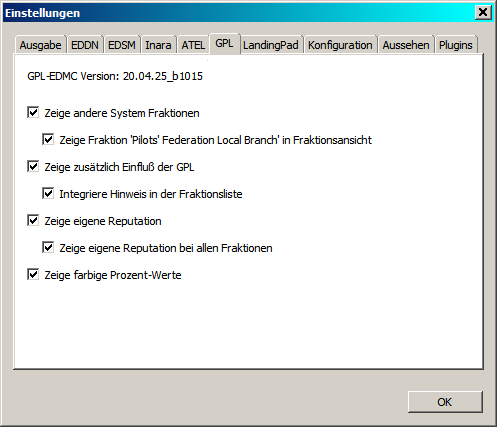 Einstellungen
Ausgabe EDDN EDSM Inara ATEL GPL LandingPad Konfiguration Aussehen Plugins
GPL-EDMC Version: 20.04.25_b1015
Zeige andere System Fraktionen
Zeige Fraktion 'Pilots' Federation Local Branch' in Fraktionsansicht
Zeige zusätzlich Einfluß der GPL
Integriere Hinweis in der Fraktionsliste
Zeige eigene Reputation
Zeige eigene Reputation bei allen Fraktionen
Zeige farbige Prozent-Werte
OK